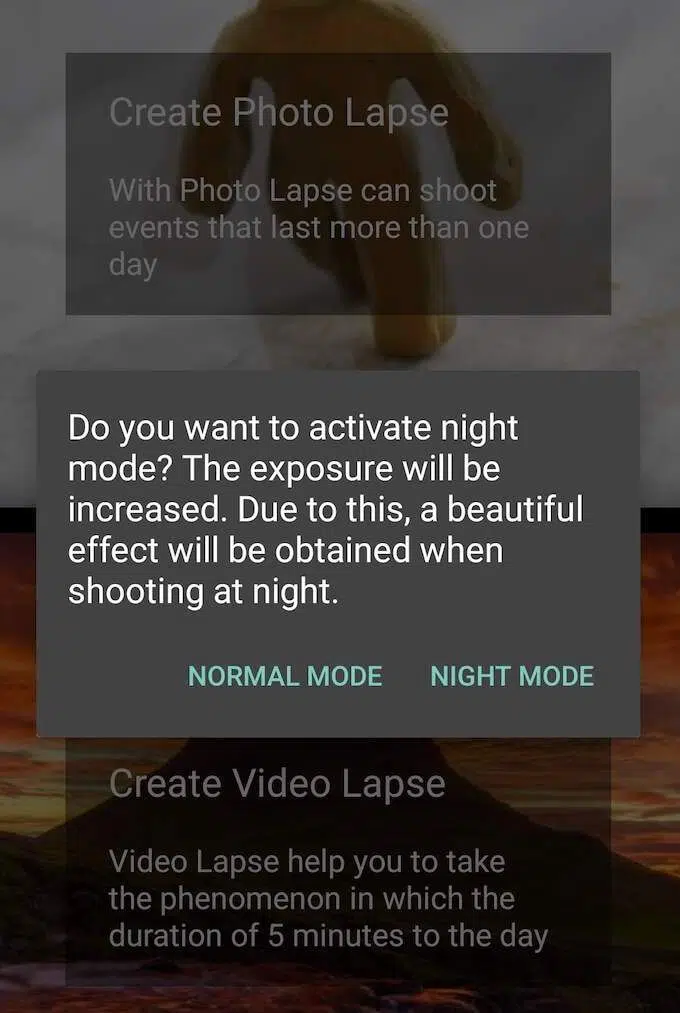 Create Photo Lapse
With Photo Lapse can shoot
events that last more than one
day
Do you want to activate night
mode? The exposure will be
increased. Due to this, a beautiful
effect will be obtained when
shooting at night.
NORMAL MODE NIGHT MODE
Create Video Lapse
Video Lapse help you to take
the phenomenon in which the
duration of 5 minutes to the day